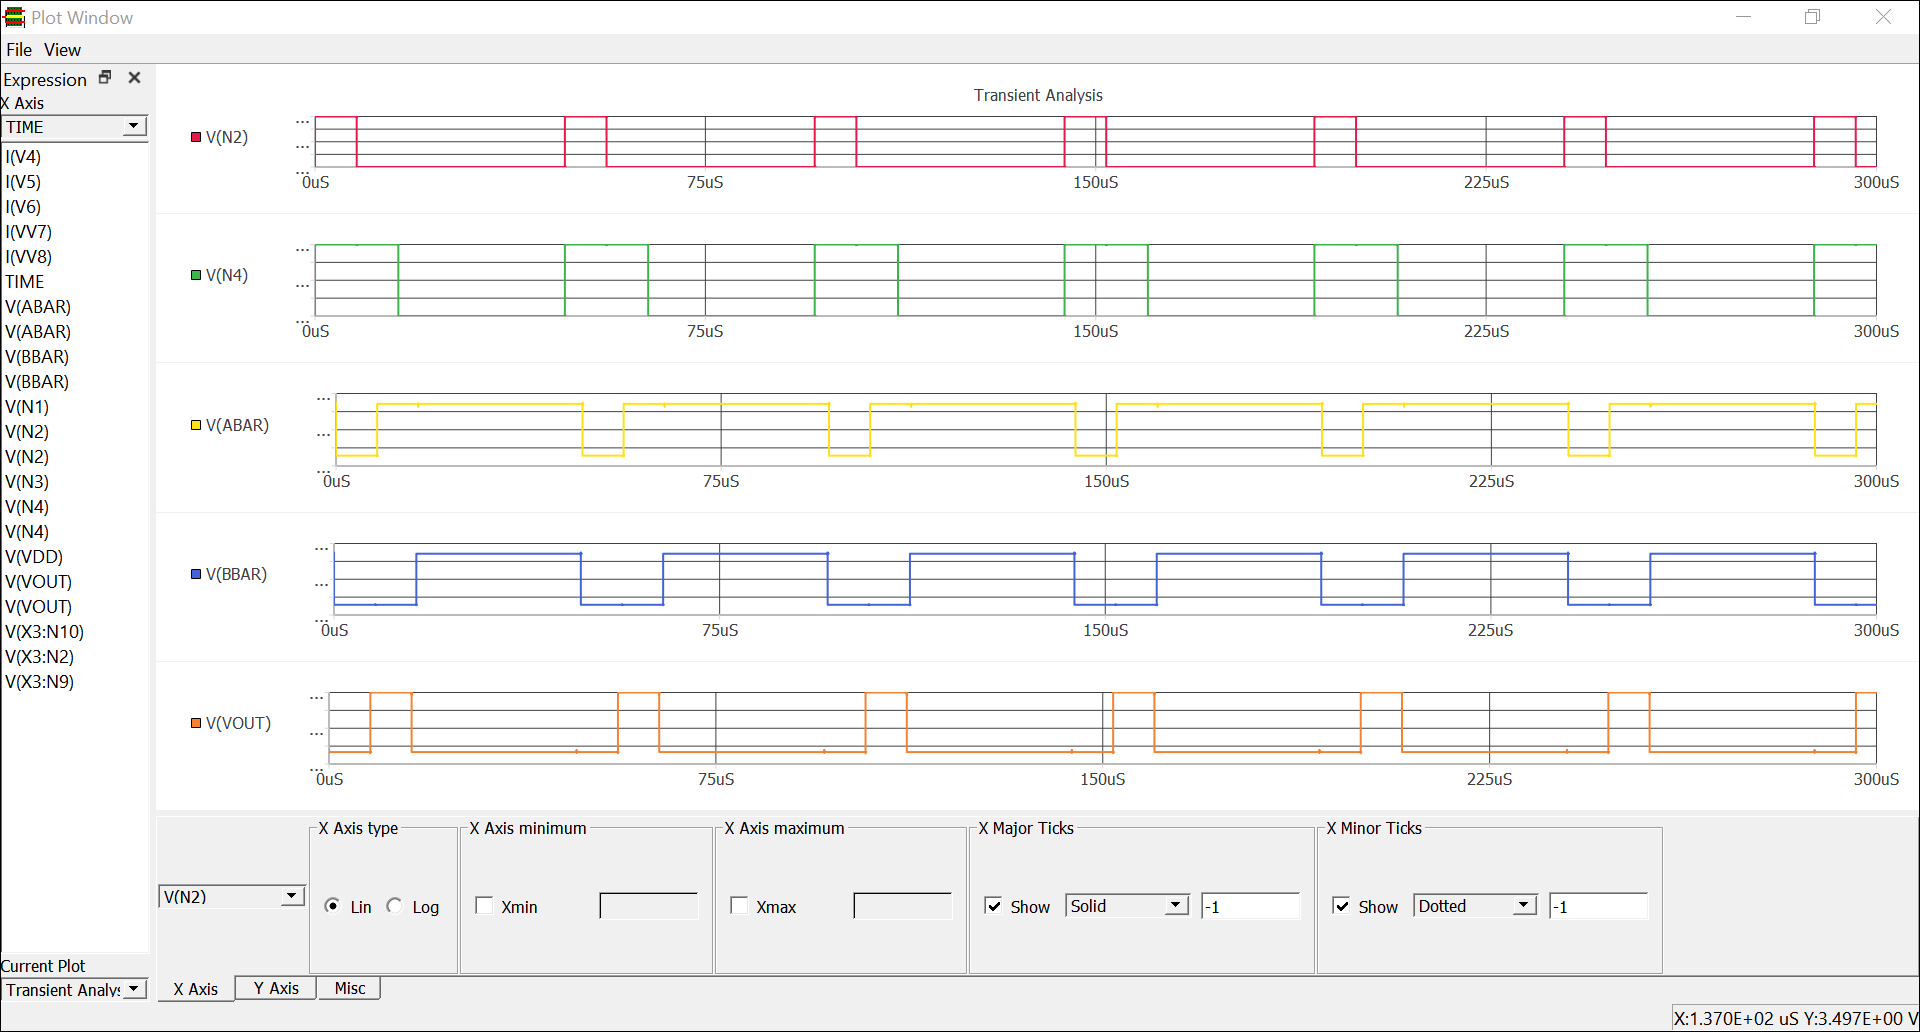 Plot Window
File View
Expression
X Axis
TIME
I(V4)
I(V5)
I(V6)
I(VV7)
I(VV8)
TIME
V(ABAR)
V(ABAR)
V(BBAR)
V(BBAR)
V(N1)
V(N2)
V(N2)
V(N3)
V(N4)
V(N4)
V(VDD)
V(VOUT)
V(VOUT)
V(X3:N10)
V(X3:N2)
V(X3:N9)
Current Plot
Transient Analys
Transient Analysis
V(N2)
... ... ...
0uS 75uS 150uS 225uS 300uS
V(N4)
... ... ...
0uS 75uS 150uS 225uS 300uS
V(ABAR)
... ... ...
0uS 75uS 150uS 225uS 300uS
V(BBAR)
... ... ...
0uS 75uS 150uS 225uS 300uS
V(VOUT)
... ... ...
0uS 75uS 150uS 225uS 300uS
V(N2)
X Axis type
Lin Log
X Axis minimum
Xmin
X Axis maximum
Xmax
X Major Ticks
Show Solid -1
X Minor Ticks
Show Dotted -1
X Axis Y Axis Misc
X:1.370E+02 uS Y:3.497E+00 V